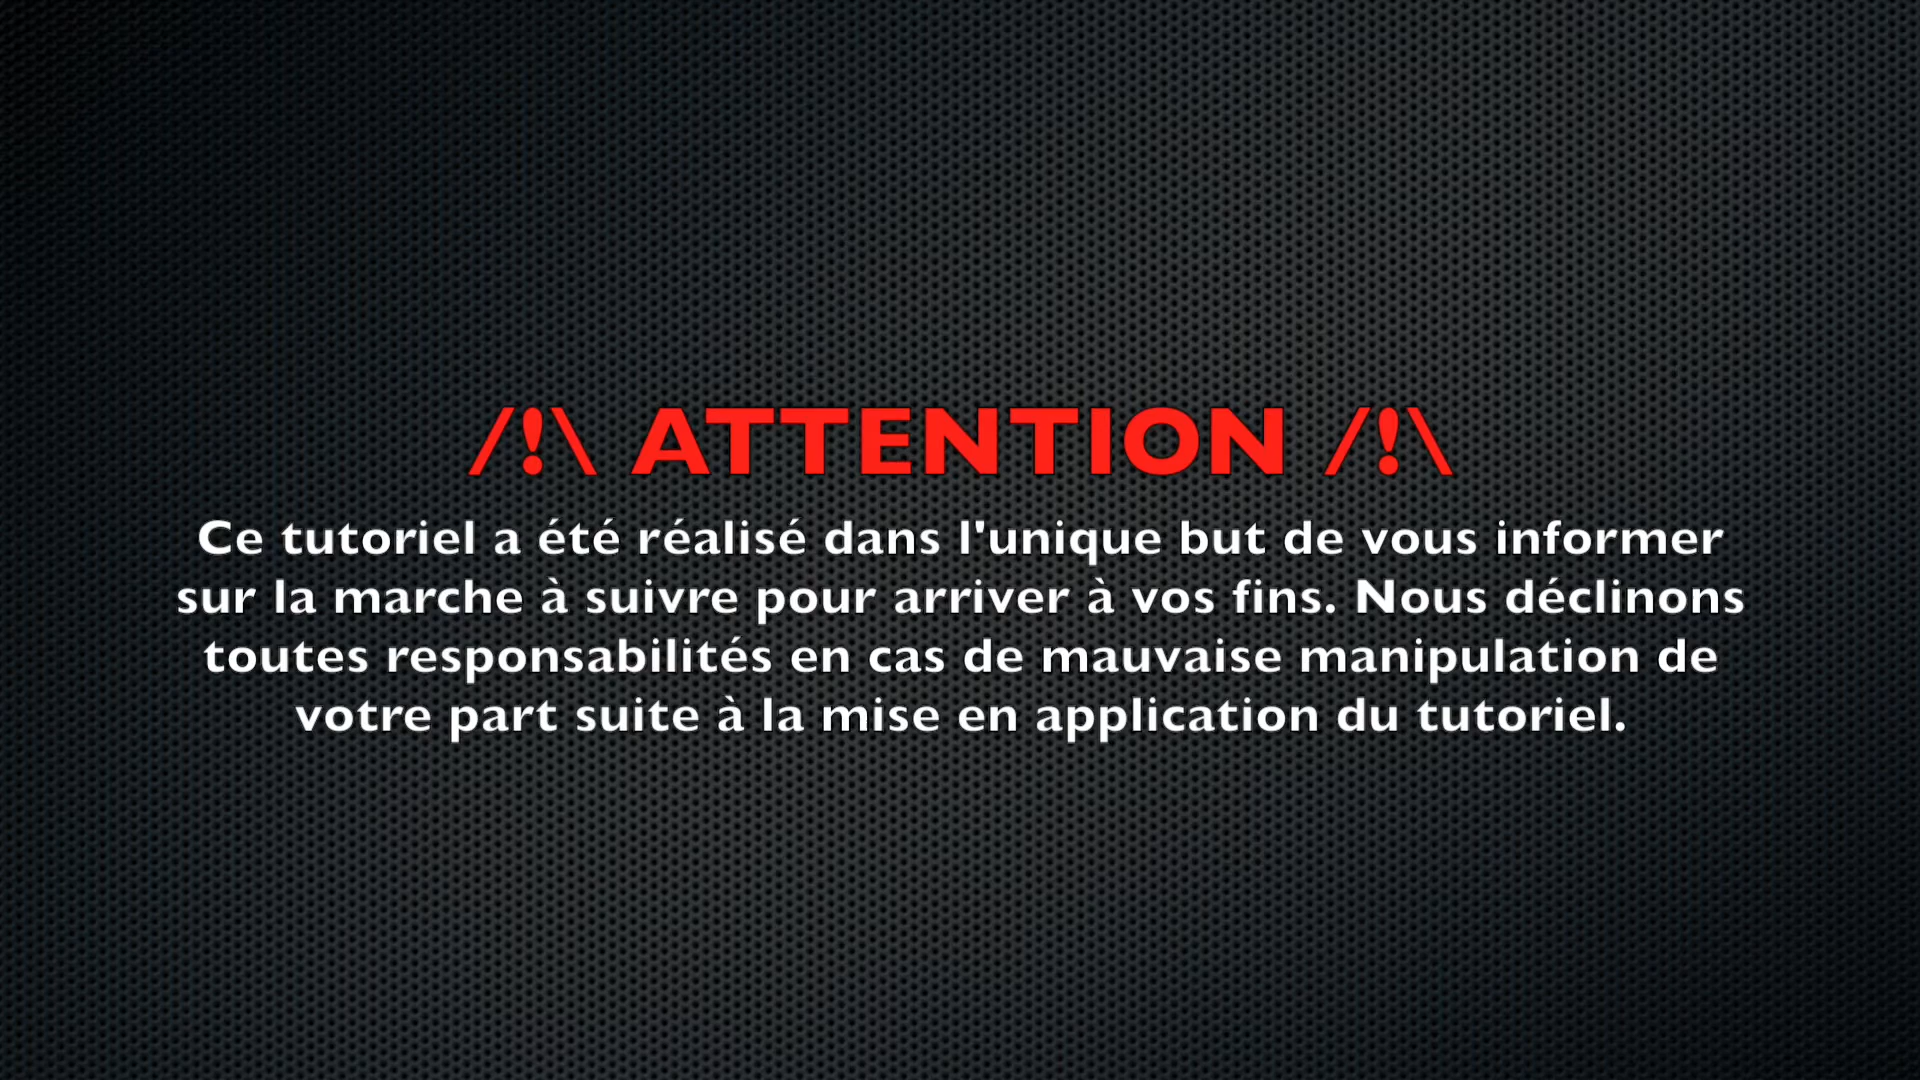 /!\ ATTENTION /!\
Ce tutoriel a été réalisé dans l'unique but de vous informer
sur la marche à suivre pour arriver à vos fins. Nous déclinons
toutes responsabilités en cas de mauvaise manipulation de
votre part suite à la mise en application du tutoriel.